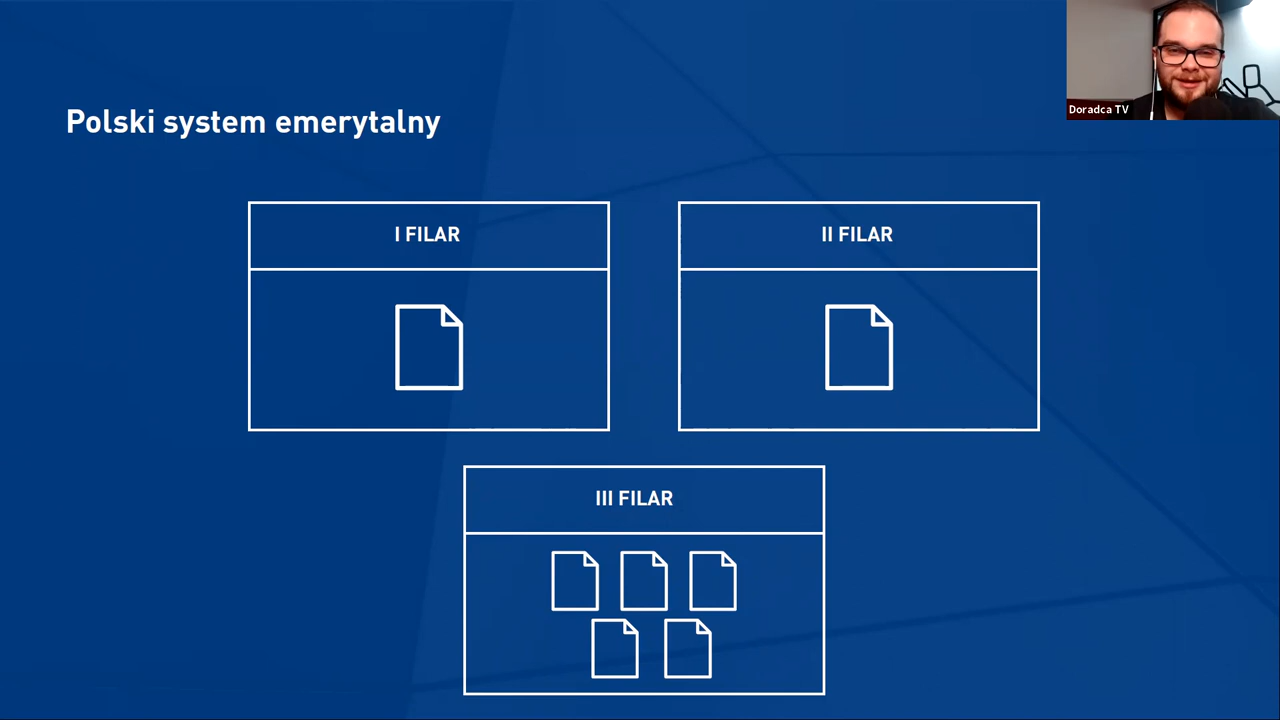 Doradca TV
Polski system emerytalny
I FILAR
II FILAR
III FILAR